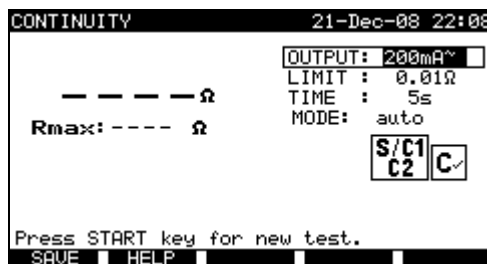 CONTINUITY 21-Dec-08 22:08
OUTPUT: 200mA~
LIMIT : 0.01Ω
TIME : 5s
MODE: auto
– – – – Ω
Rmax:---- Ω
S/C1
C2
C✓
Press START key for new test.
SAVE HELP